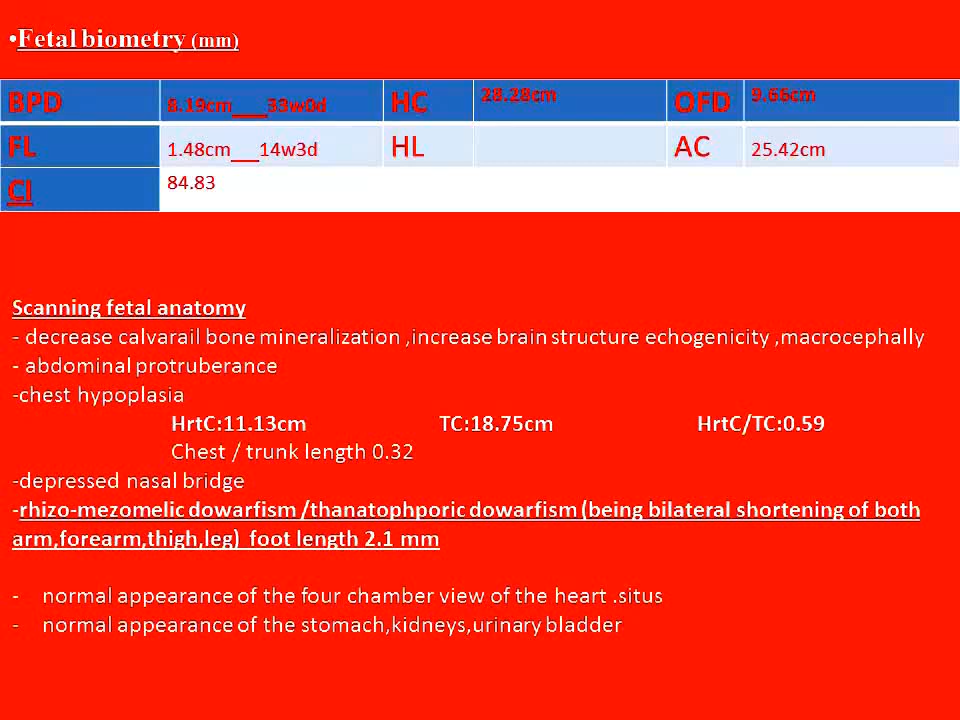 •Fetal biometry (mm)
BPD 8.19cm___33w0d HC 28.28cm OFD 9.66cm
FL 1.48cm___14w3d HL AC 25.42cm
CI 84.83
Scanning fetal anatomy
- decrease calvarail bone mineralization ,increase brain structure echogenicity ,macrocephally
- abdominal protruberance
-chest hypoplasia
HrtC:11.13cm TC:18.75cm HrtC/TC:0.59
Chest / trunk length 0.32
-depressed nasal bridge
-rhizo-mezomelic dowarfism /thanatophporic dowarfism (being bilateral shortening of both
arm,forearm,thigh,leg) foot length 2.1 mm
- normal appearance of the four chamber view of the heart .situs
- normal appearance of the stomach,kidneys,urinary bladder